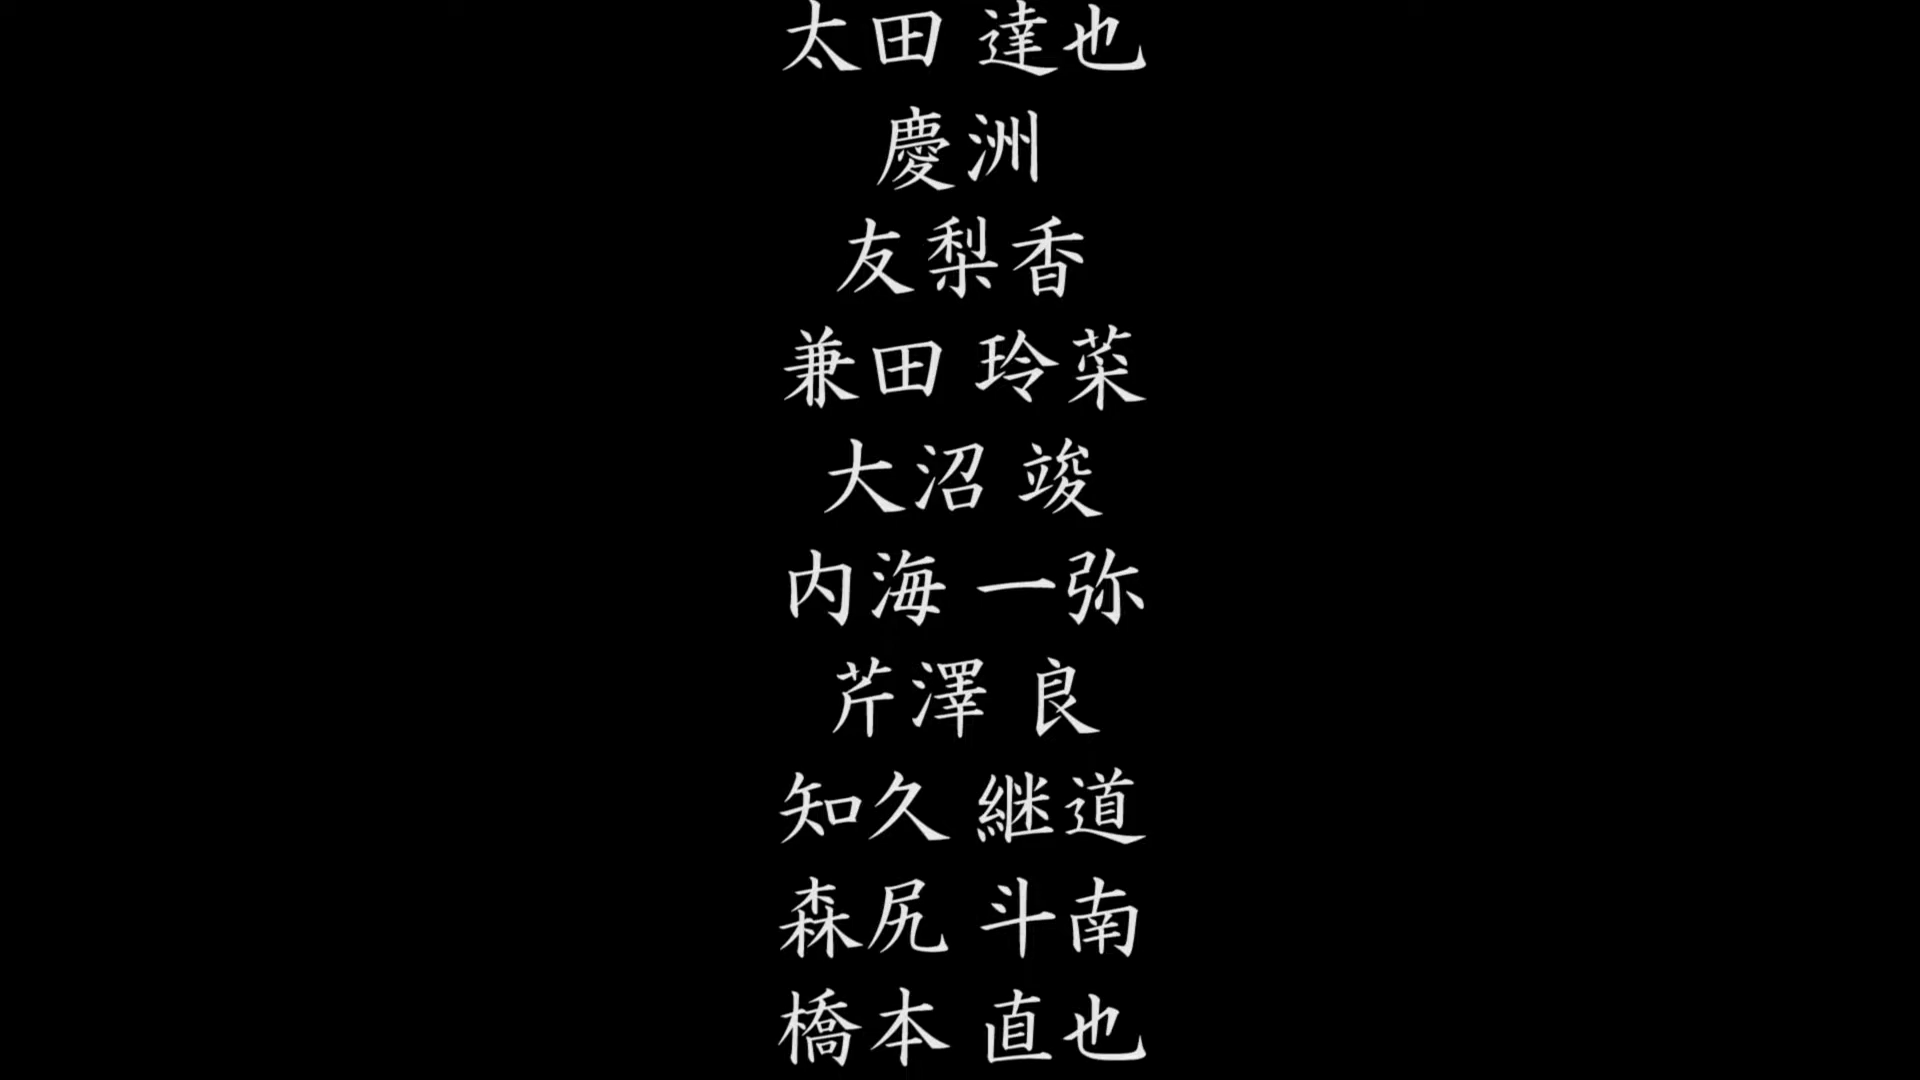 太田 達也
慶洲
友梨香
兼田 玲菜
大沼 竣
内海 一弥
芹澤 良
知久 継道
森尻 斗南
橋本 直也